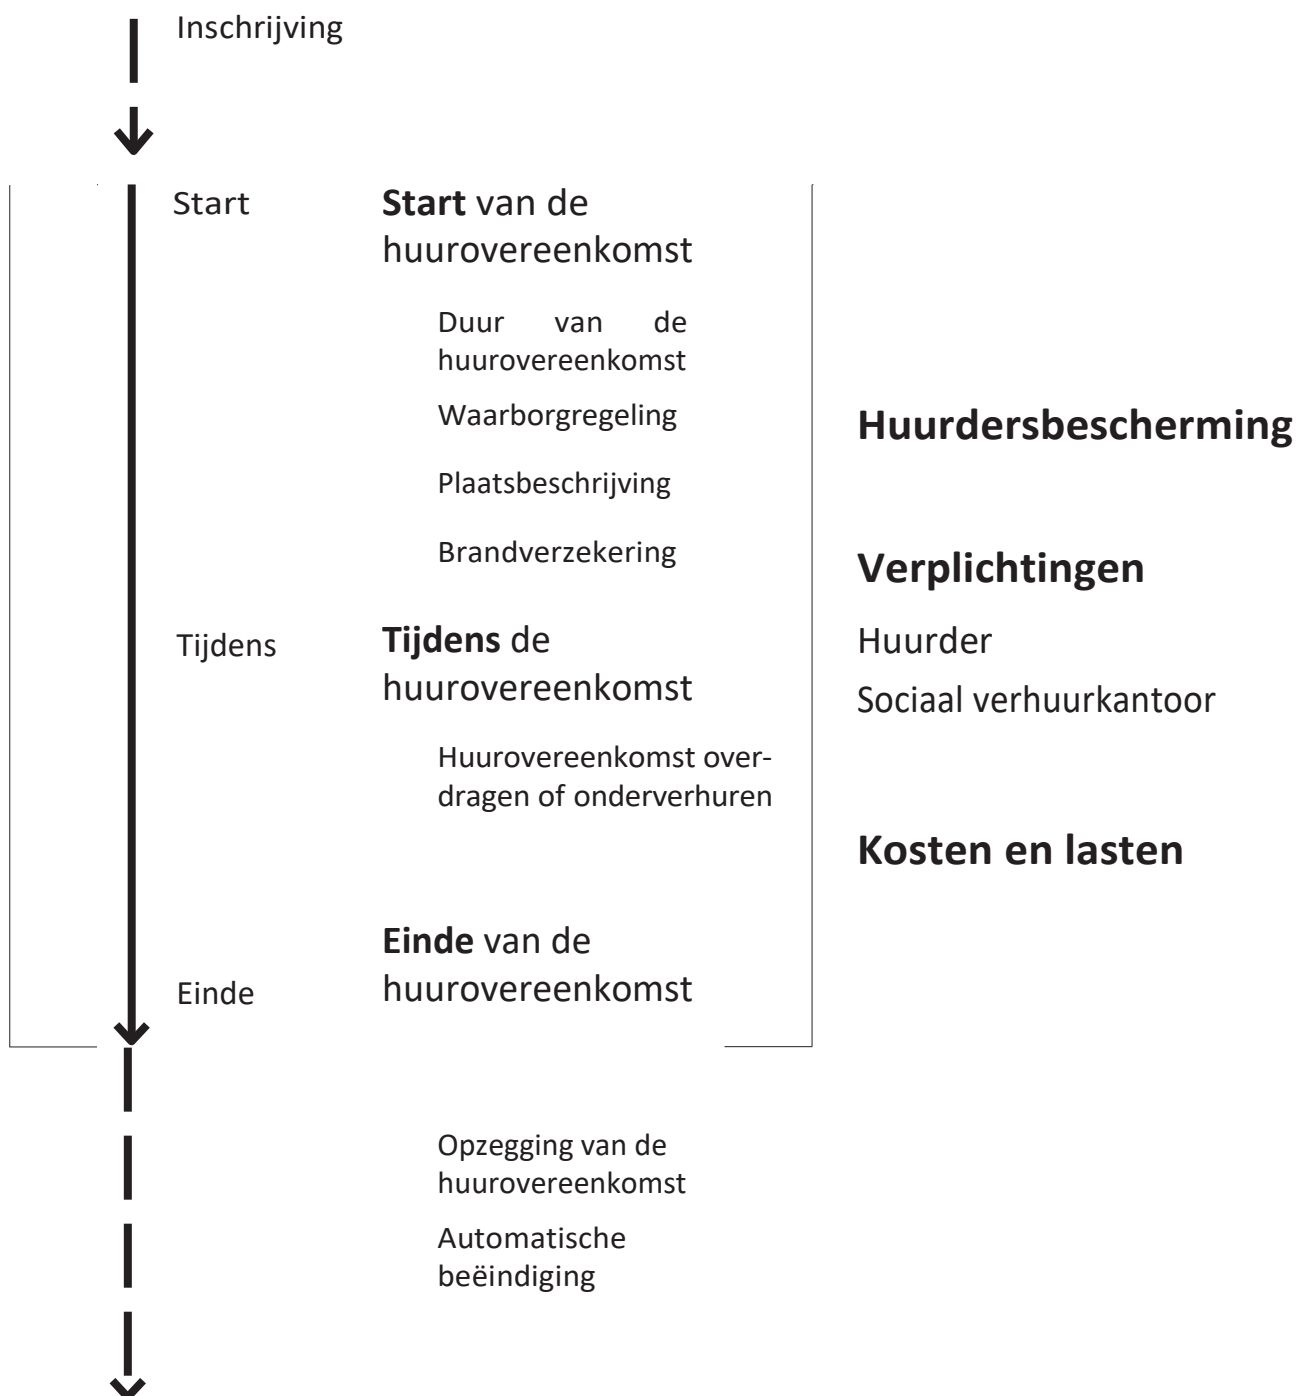 Inschrijving
Start
Start van de
huurovereenkomst
Duur van de
huurovereenkomst
Waarborgregeling
Plaatsbeschrijving
Brandverzekering
Tijdens
Tijdens de
huurovereenkomst
Huurovereenkomst over-
dragen of onderverhuren
Einde
Einde van de
huurovereenkomst
Opzegging van de
huurovereenkomst
Automatische
beëindiging
Huurdersbescherming
Verplichtingen
Huurder
Sociaal verhuurkantoor
Kosten en lasten